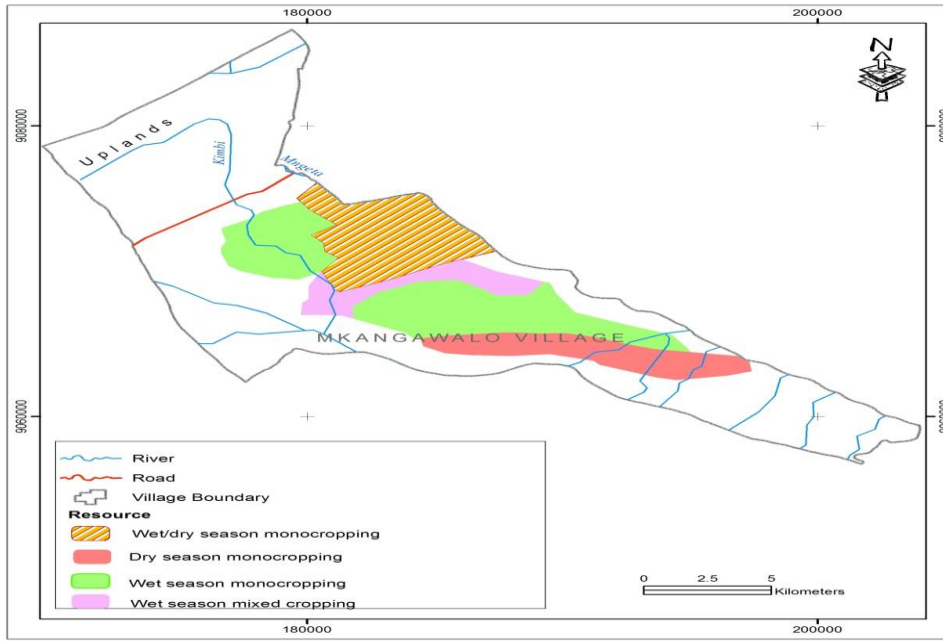 180000
200000
N
9080000
Uplands
Kimbi
Mngeta
MKANGAWALO VILLAGE
9060000
River
Road
Village Boundary
Resource
Wet/dry season monocropping
Dry season monocropping
Wet season monocropping
Wet season mixed cropping
0 2.5 5
Kilometers
180000
200000